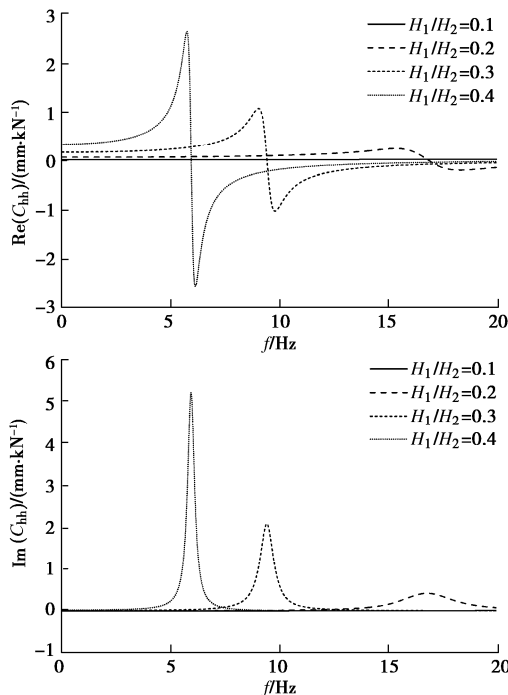 3
2
1
0
−1
−2
−3
Re(C_hh)/(mm·kN⁻¹)
H₁/H₂=0.1
H₁/H₂=0.2
H₁/H₂=0.3
H₁/H₂=0.4
0 5 10 15 20
f/Hz
6
5
4
3
2
1
0
−1
Im (C_hh)/(mm·kN⁻¹)
H₁/H₂=0.1
H₁/H₂=0.2
H₁/H₂=0.3
H₁/H₂=0.4
0 5 10 15 20
f/Hz